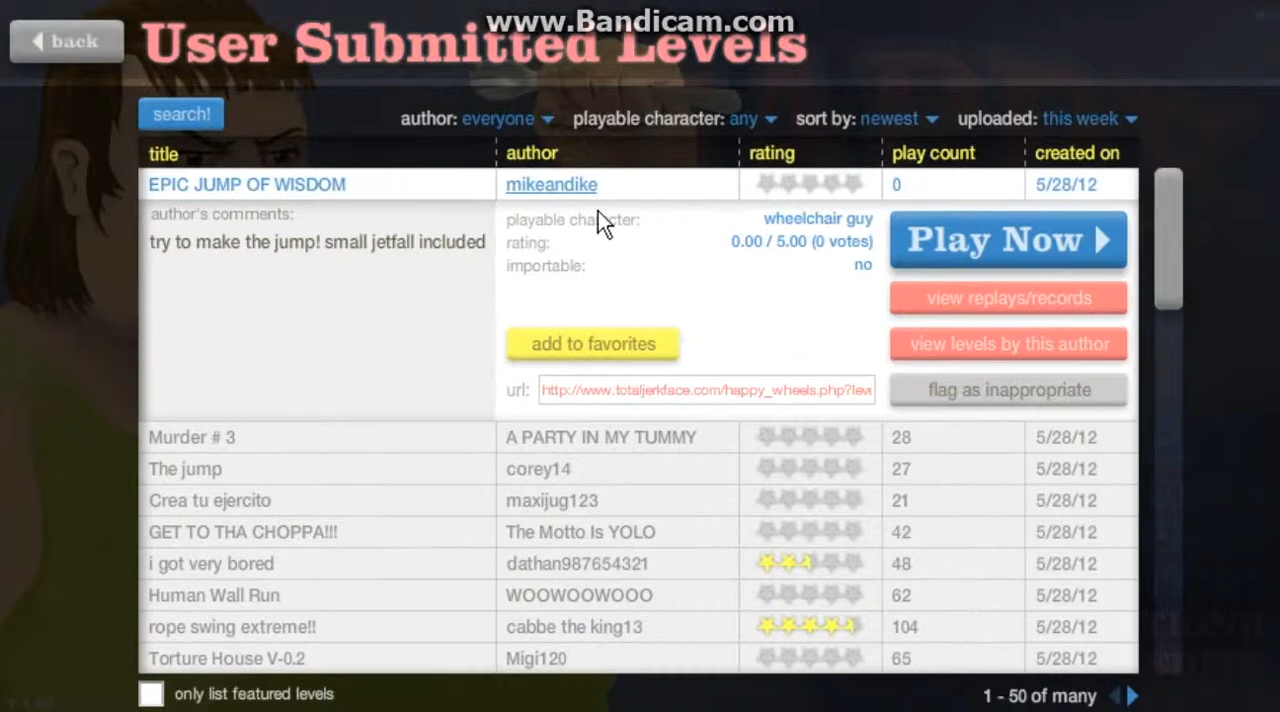 www.Bandicam.com
back
User Submitted Levels
search!
author: everyone
playable character: any
sort by: newest
uploaded: this week
title
author
rating
play count
created on
EPIC JUMP OF WISDOM
mikeandike
0
5/28/12
author's comments:
try to make the jump! small jetfall included
playable character:
wheelchair guy
rating:
0.00 / 5.00 (0 votes)
importable:
no
add to favorites
url:
http://www.totaljerkface.com/happy_wheels.php?leve
Play Now
view replays/records
view levels by this author
flag as inappropriate
Murder # 3 A PARTY IN MY TUMMY 28 5/28/12
The jump corey14 27 5/28/12
Crea tu ejercito maxijug123 21 5/28/12
GET TO THA CHOPPA!!! The Motto Is YOLO 42 5/28/12
i got very bored dathan987654321 48 5/28/12
Human Wall Run WOOWOOWOOO 62 5/28/12
rope swing extreme!! cabbe the king13 104 5/28/12
Torture House V-0.2 Migi120 65 5/28/12
only list featured levels
1 - 50 of many